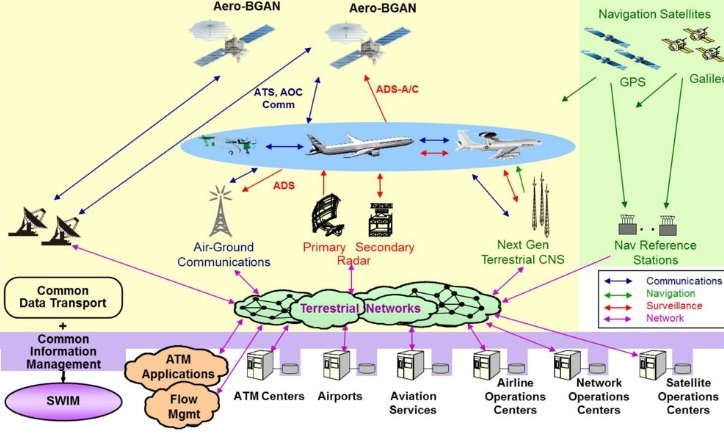 Aero-BGAN
Aero-BGAN
Navigation Satellites
GPS
Galileo
ATS, AOC
Comm
ADS-A/C
ADS
Air-Ground
Communications
Primary Secondary
Radar
Next Gen
Terrestrial CNS
Nav Reference
Stations
Communications
Navigation
Surveillance
Network
Common
Data Transport
+
Common
Information
Management
SWIM
Terrestrial Networks
ATM
Applications
Flow
Mgmt
ATM Centers
Airports
Aviation
Services
Airline
Operations
Centers
Network
Operations
Centers
Satellite
Operations
Centers